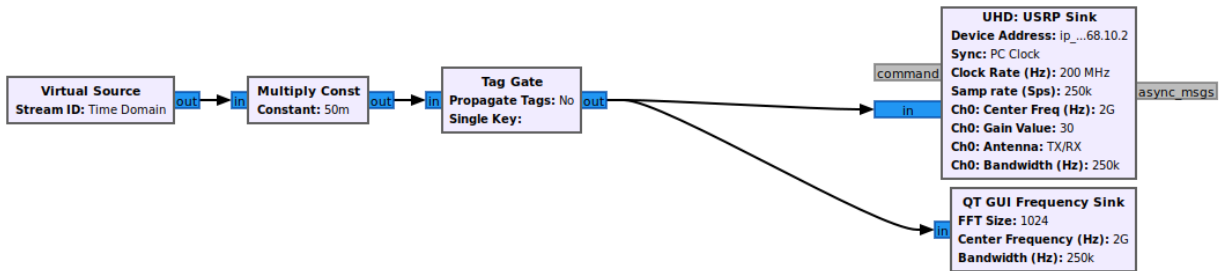 Virtual Source
Stream ID: Time Domain
out
in
Multiply Const
Constant: 50m
out
in
Tag Gate
Propagate Tags: No
Single Key:
out
command
in
UHD: USRP Sink
Device Address: ip_...68.10.2
Sync: PC Clock
Clock Rate (Hz): 200 MHz
Samp rate (Sps): 250k
Ch0: Center Freq (Hz): 2G
Ch0: Gain Value: 30
Ch0: Antenna: TX/RX
Ch0: Bandwidth (Hz): 250k
async_msgs
in
QT GUI Frequency Sink
FFT Size: 1024
Center Frequency (Hz): 2G
Bandwidth (Hz): 250k